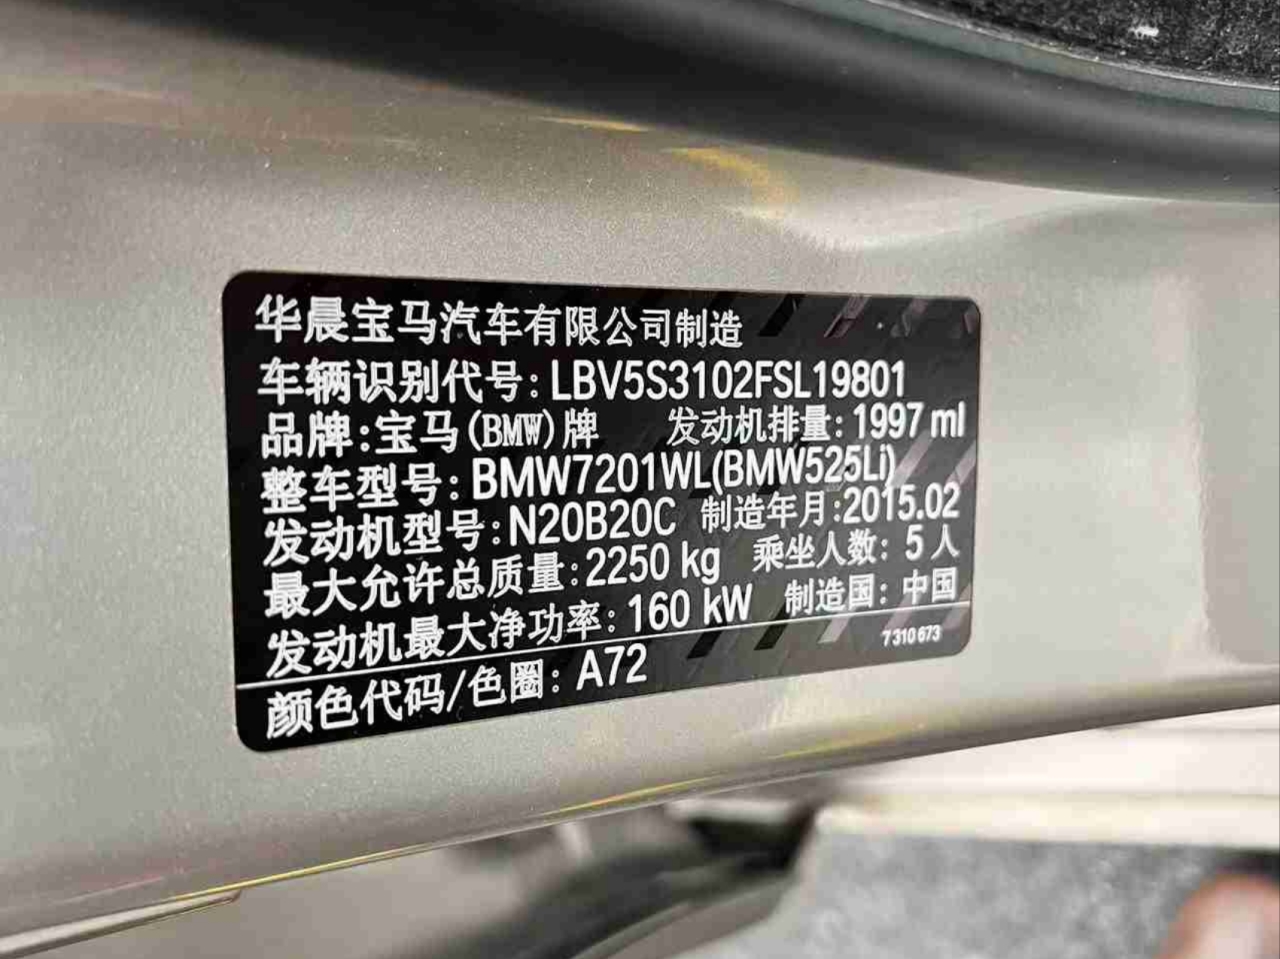 华晨宝马汽车有限公司制造
车辆识别代号: LBV5S3102FSL19801
品牌:宝马(BMW)牌 发动机排量: 1997 ml
整车型号: BMW7201WL(BMW525Li)
发动机型号: N20B20C 制造年月:2015.02
最大允许总质量: 2250 kg 乘坐人数: 5 人
发动机最大净功率: 160 kW 制造国: 中国
7 310 673
颜色代码/色圈: A72